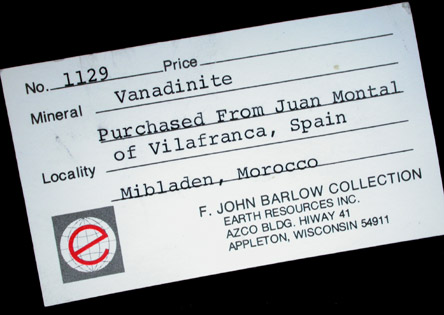 No. 1129 Price
Mineral Vanadinite
Purchased From Juan Montal
of Vilafranca, Spain
Locality
Mibladen, Morocco
F. JOHN BARLOW COLLECTION
EARTH RESOURCES INC.
AZCO BLDG. HIWAY 41
APPLETON, WISCONSIN 54911
e